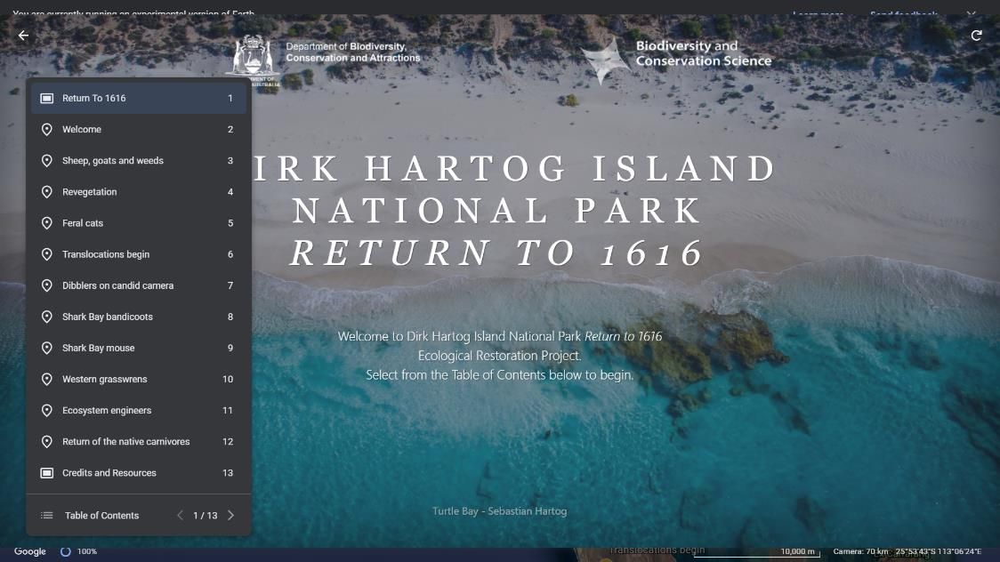 You are currently running an experimental version of Earth.
Learn more
Send feedback
Department of Biodiversity,
Conservation and Attractions
Biodiversity and
Conservation Science
Return To 1616 1
Welcome 2
Sheep, goats and weeds 3
Revegetation 4
Feral cats 5
Translocations begin 6
Dibblers on candid camera 7
Shark Bay bandicoots 8
Shark Bay mouse 9
Western grasswrens 10
Ecosystem engineers 11
Return of the native carnivores 12
Credits and Resources 13
Table of Contents 1 / 13
IRK HARTOG ISLAND
NATIONAL PARK
RETURN TO 1616
Welcome to Dirk Hartog Island National Park Return to 1616
Ecological Restoration Project.
Select from the Table of Contents below to begin.
Turtle Bay - Sebastian Hartog
Google 100%
Translocations begin
10,000 m
Camera: 70 km 25°53'43"S 113°06'24"E